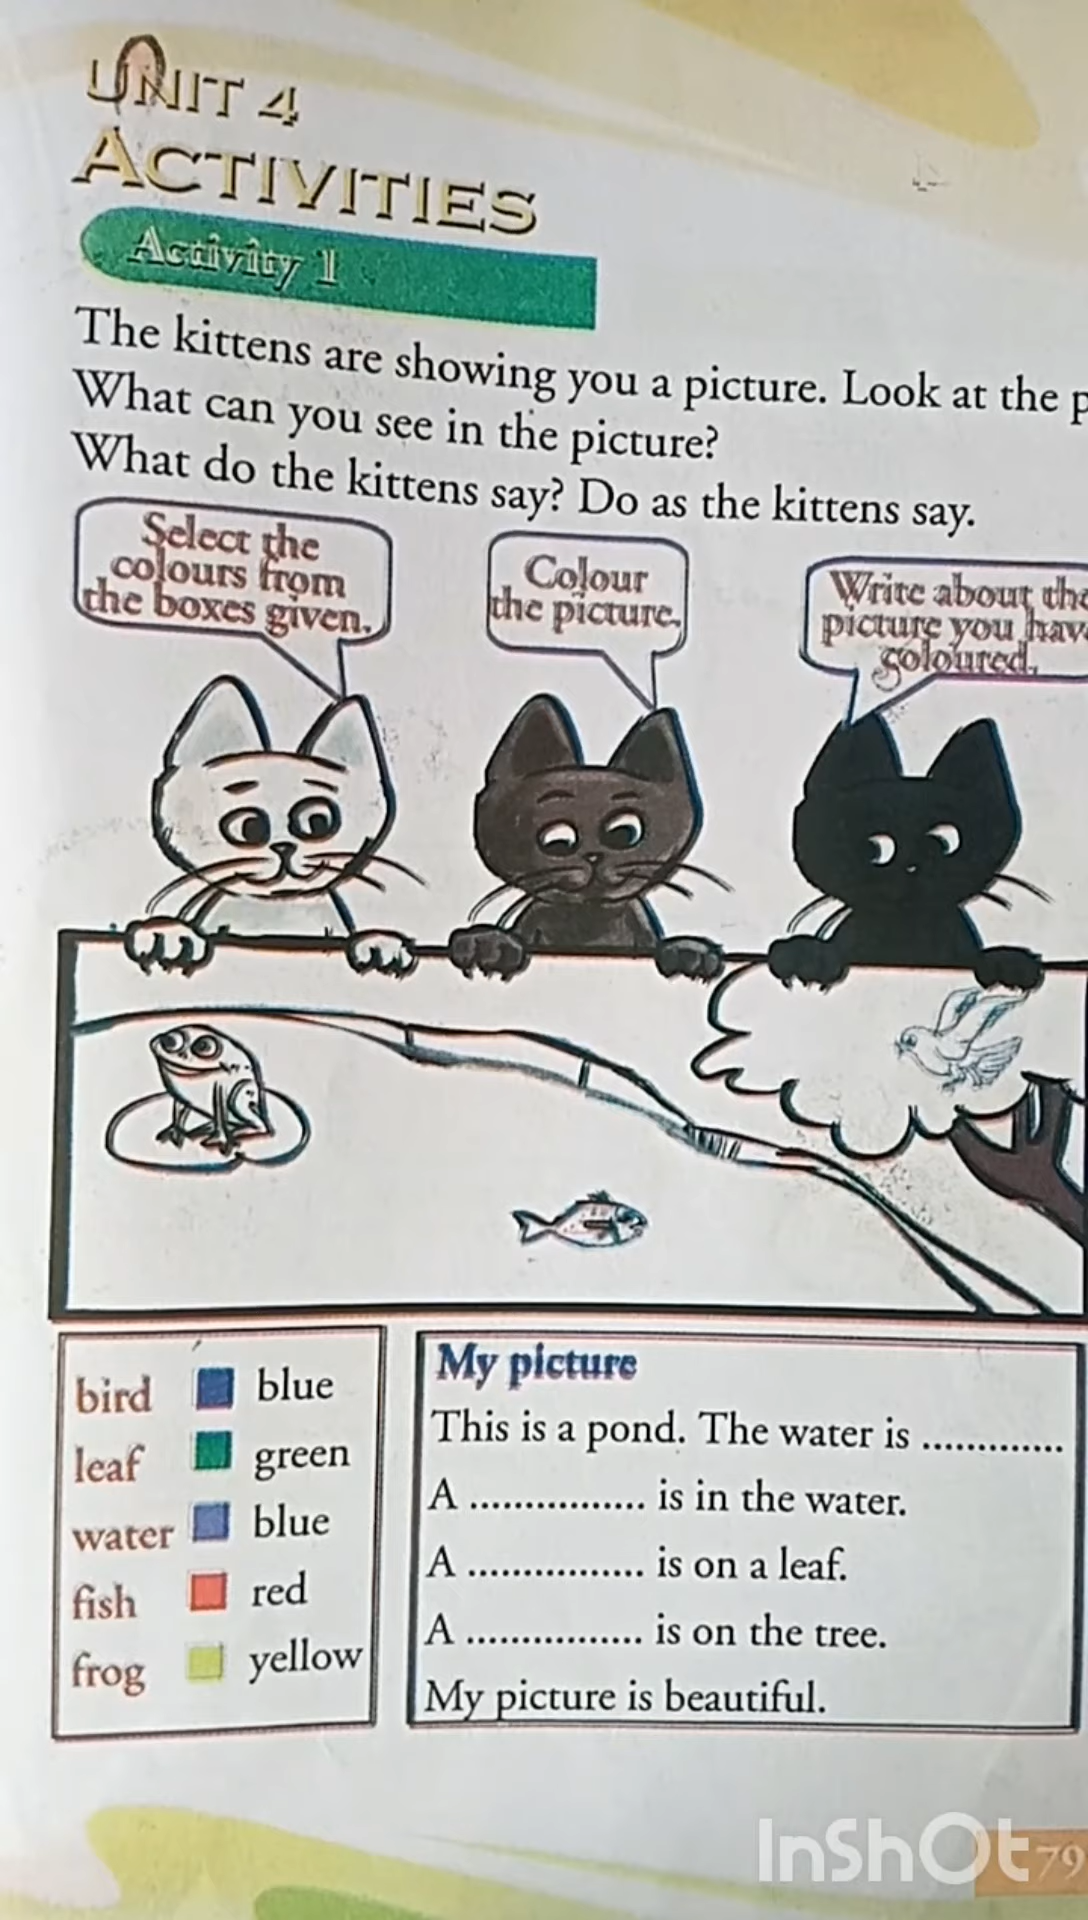 UNIT 4
ACTIVITIES
Activity 1
The kittens are showing you a picture. Look at the
What can you see in the picture?
What do the kittens say? Do as the kittens say.
Select the
colours from
the boxes given.
Colour
the picture.
Write about the
picture you hav
coloured.
bird blue
leaf green
water blue
fish red
frog yellow
My picture
This is a pond. The water is .............
A ................. is in the water.
A ................. is on a leaf.
A ................. is on the tree.
My picture is beautiful.
InShOt
79